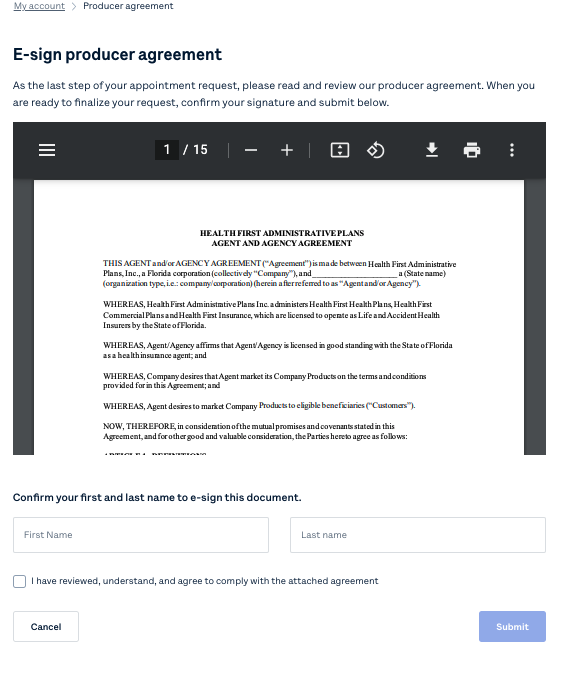 My account > Producer agreement
E-sign producer agreement
As the last step of your appointment request, please read and review our producer agreement. When you
are ready to finalize your request, confirm your signature and submit below.
1 / 15
HEALTH FIRST ADMINISTRATIVE PLANS
AGENT AND AGENCY AGREEMENT
THIS AGENT and/or AGENCY AGREEMENT (“Agreement”) is made between Health First Administrative
Plans, Inc., a Florida corporation (collectively “Company”), and____________________ a (State name)
(organization type, i.e.: company/corporation) (herein after referred to as “Agent and/or Agency”).
WHEREAS, Health First Administrative Plans Inc. administers Health First Health Plans, Health First
Commercial Plans and Health First Insurance, which are licensed to operate as Life and Accident Health
Insurers by the State of Florida.
WHEREAS, Agent/Agency affirms that Agent/Agency is licensed in good standing with the State of Florida
as a health insurance agent; and
WHEREAS, Company desires that Agent market its Company Products on the terms and conditions
provided for in this Agreement; and
WHEREAS, Agent desires to market Company Products to eligible beneficiaries (“Customers”).
NOW, THEREFORE, in consideration of the mutual promises and covenants stated in this
Agreement, and for other good and valuable consideration, the Parties hereto agree as follows:
Confirm your first and last name to e-sign this document.
First Name Last name
I have reviewed, understand, and agree to comply with the attached agreement
Cancel Submit